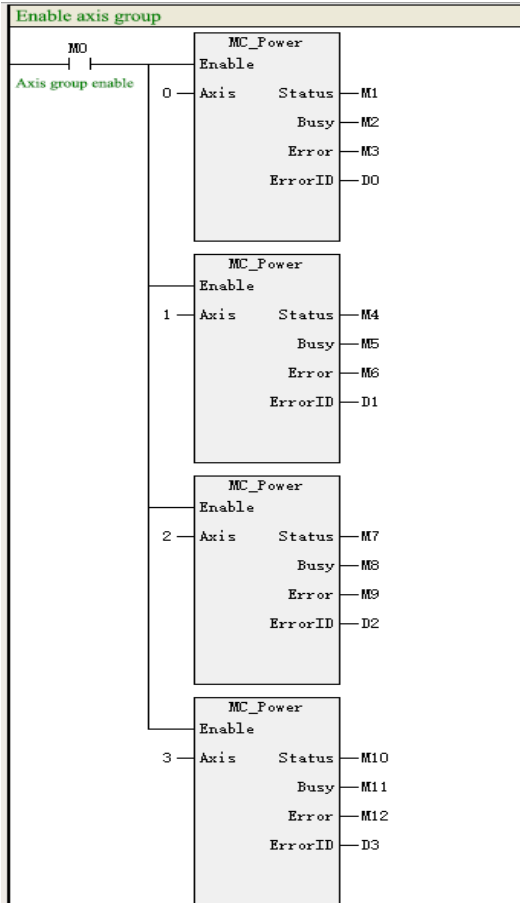 Enable axis group
M0
Axis group enable
MC_Power
Enable
0 Axis Status M1
Busy M2
Error M3
ErrorID D0
MC_Power
Enable
1 Axis Status M4
Busy M5
Error M6
ErrorID D1
MC_Power
Enable
2 Axis Status M7
Busy M8
Error M9
ErrorID D2
MC_Power
Enable
3 Axis Status M10
Busy M11
Error M12
ErrorID D3